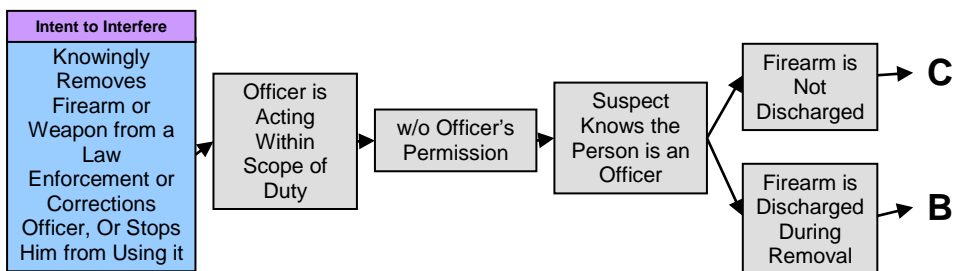 Intent to Interfere
Knowingly
Removes
Firearm or
Weapon from a
Law
Enforcement or
Corrections
Officer, Or Stops
Him from Using it
Officer is
Acting
Within
Scope of
Duty
w/o Officer's
Permission
Suspect
Knows the
Person is an
Officer
Firearm is
Not
Discharged
C
Firearm is
Discharged
During
Removal
B